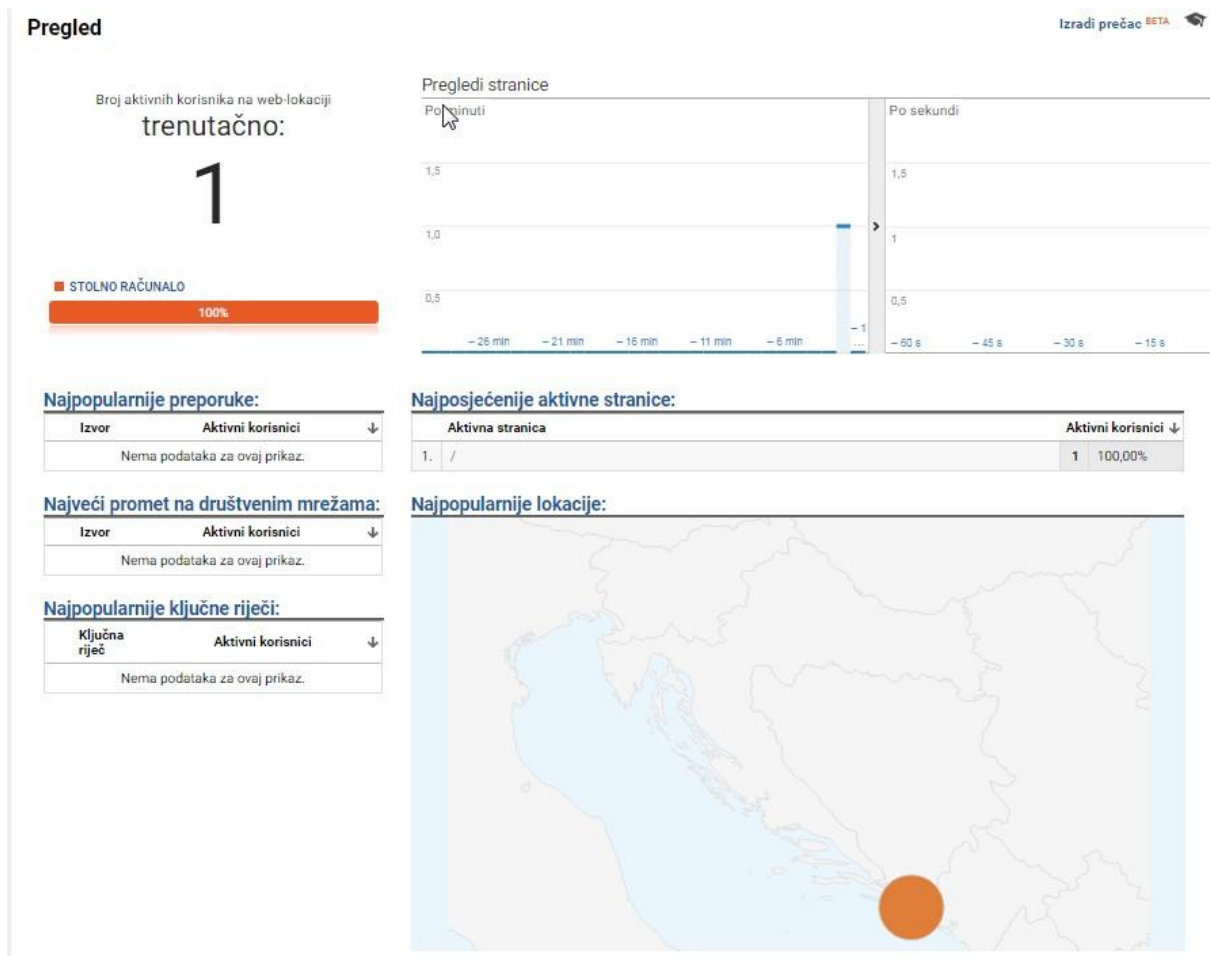 Pregled
Izradi prečac BETA
Broj aktivnih korisnika na web-lokaciji
trenutačno:
1
STOLNO RAČUNALO
100%
Pregledi stranice
Po minuti
1,5
1,0
0,5
– 26 min – 21 min – 16 min – 11 min – 6 min – 1 ...
Po sekundi
1,5
1
0,5
– 60 s – 45 s – 30 s – 15 s
Najpopularnije preporuke:
Izvor Aktivni korisnici
Nema podataka za ovaj prikaz.
Najposjećenije aktivne stranice:
Aktivna stranica Aktivni korisnici
1. / 1 100,00%
Najveći promet na društvenim mrežama:
Izvor Aktivni korisnici
Nema podataka za ovaj prikaz.
Najpopularnije ključne riječi:
Ključna
riječ Aktivni korisnici
Nema podataka za ovaj prikaz.
Najpopularnije lokacije: